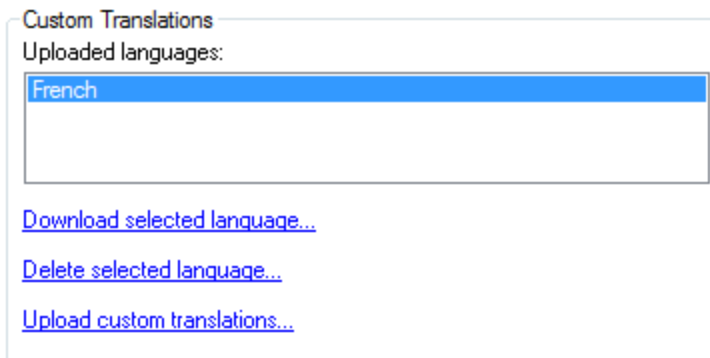 Custom Translations
Uploaded languages:
French
Download selected language...
Delete selected language...
Upload custom translations...